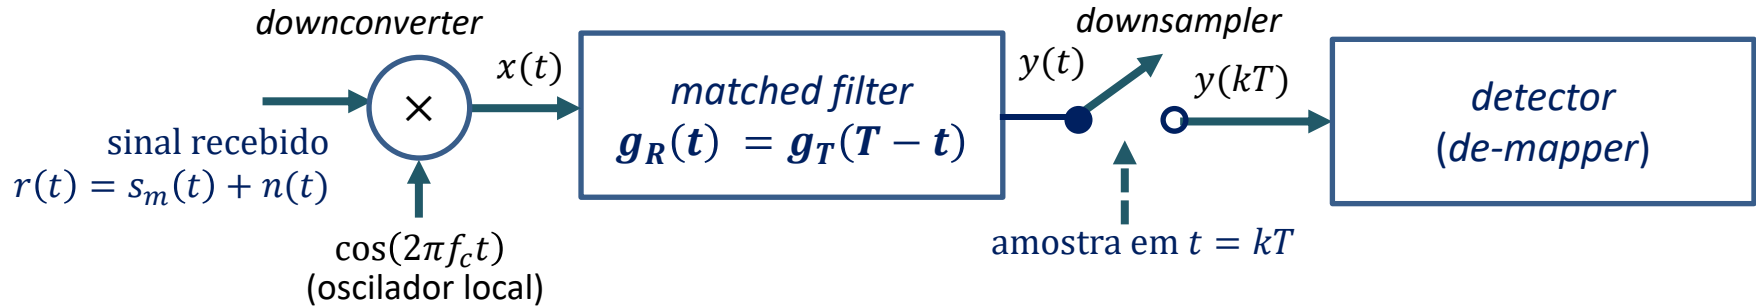 downconverter
×
sinal recebido
r(t) = s_m(t) + n(t)
cos(2πf_c t)
(oscilador local)
x(t)
matched filter
g_R(t) = g_T(T − t)
y(t)
downsampler
amostra em t = kT
y(kT)
detector
(de-mapper)